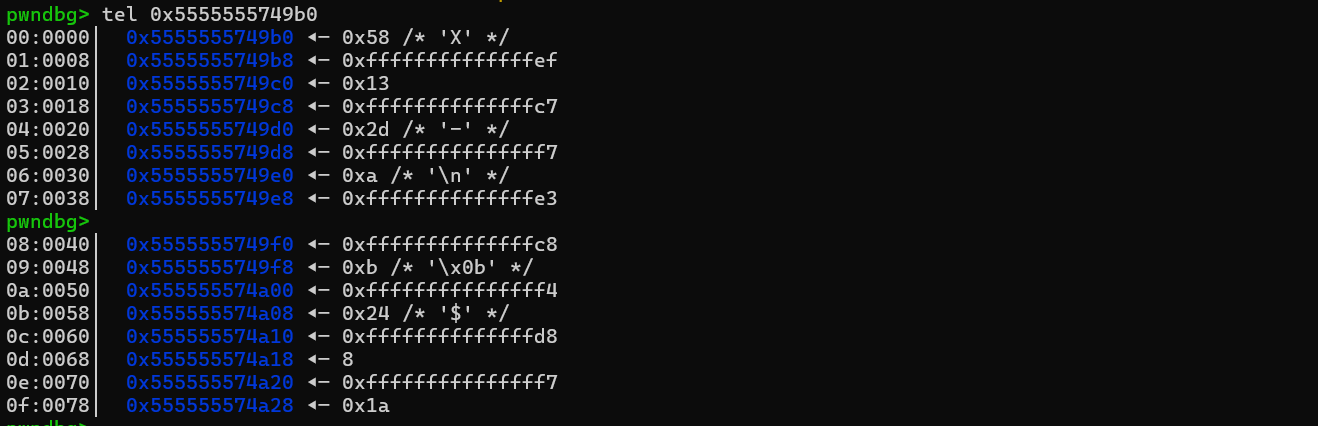 pwndbg> tel 0x5555555749b0
00:0000│  0x5555555749b0 ◂— 0x58 /* 'X' */
01:0008│  0x5555555749b8 ◂— 0xffffffffffffffef
02:0010│  0x5555555749c0 ◂— 0x13
03:0018│  0x5555555749c8 ◂— 0xffffffffffffffc7
04:0020│  0x5555555749d0 ◂— 0x2d /* '-' */
05:0028│  0x5555555749d8 ◂— 0xfffffffffffffff7
06:0030│  0x5555555749e0 ◂— 0xa /* '\n' */
07:0038│  0x5555555749e8 ◂— 0xffffffffffffffe3
pwndbg>
08:0040│  0x5555555749f0 ◂— 0xffffffffffffffc8
09:0048│  0x5555555749f8 ◂— 0xb /* '\x0b' */
0a:0050│  0x555555574a00 ◂— 0xfffffffffffffff4
0b:0058│  0x555555574a08 ◂— 0x24 /* '$' */
0c:0060│  0x555555574a10 ◂— 0xffffffffffffffd8
0d:0068│  0x555555574a18 ◂— 8
0e:0070│  0x555555574a20 ◂— 0xfffffffffffffff7
0f:0078│  0x555555574a28 ◂— 0x1a
pwndbg>